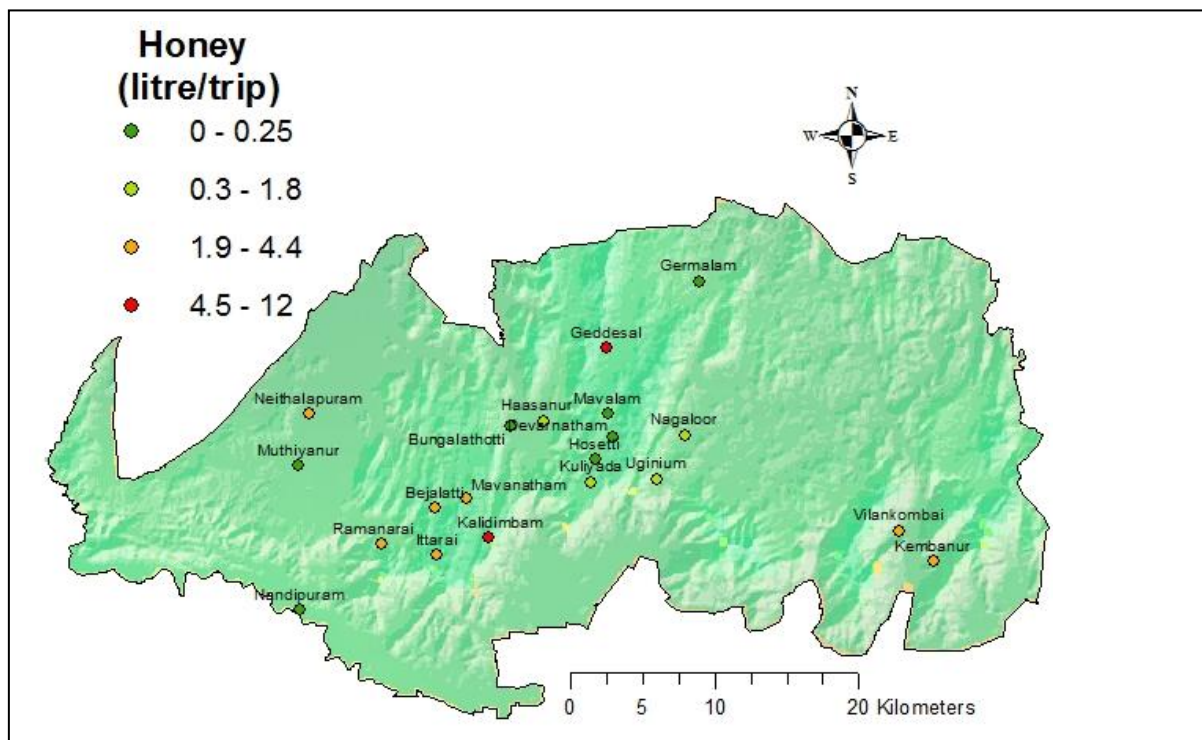 Honey
(litre/trip)
0 - 0.25
0.3 - 1.8
1.9 - 4.4
4.5 - 12
N
W E
S
Germalam
Geddesal
Neithalapuram
Haasanur
Mavalam
Devarnatham
Nagaloor
Bungalathotti
Hosetti
Muthiyanur
Kuliyada
Uginium
Bejalatti
Mavanatham
Vilankombai
Ramanarai
Kalidimbam
Ittarai
Kembanur
Nandipuram
0 5 10 20 Kilometers